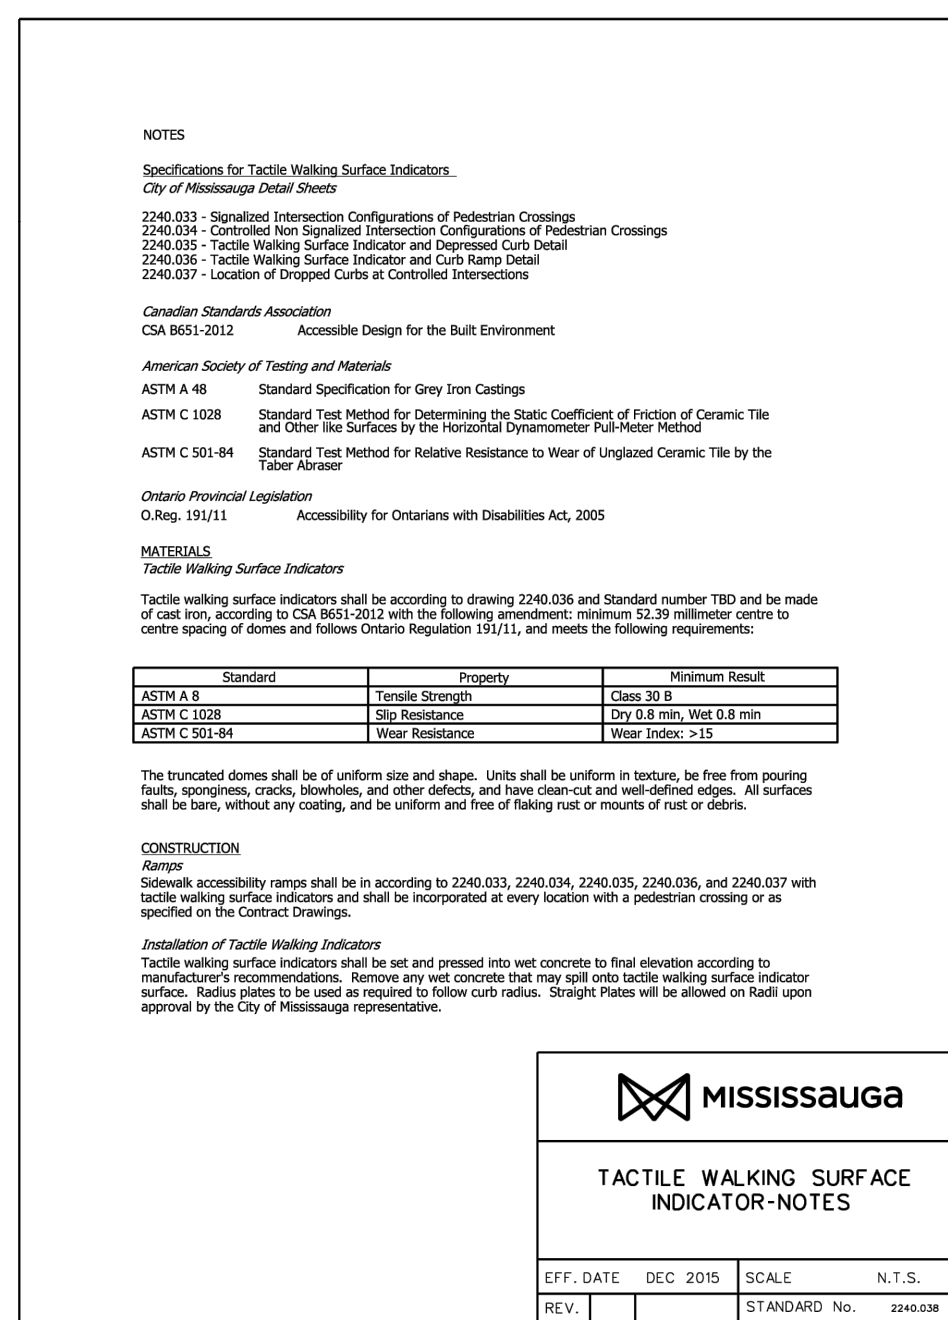 NOTES
Specifications for Tactile Walking Surface Indicators
City of Mississauga Detail Sheets
2240.033 - Signalized Intersection Configurations of Pedestrian Crossings
2240.034 - Controlled Non Signalized Intersection Configurations of Pedestrian Crossings
2240.035 - Tactile Walking Surface Indicator and Depressed Curb Detail
2240.036 - Tactile Walking Surface Indicator and Curb Ramp Detail
2240.037 - Location of Dropped Curbs at Controlled Intersections
Canadian Standards Association
CSA B651-2012 Accessible Design for the Built Environment
American Society of Testing and Materials
ASTM A 48 Standard Specification for Grey Iron Castings
ASTM C 1028 Standard Test Method for Determining the Static Coefficient of Friction of Ceramic Tile
and Other like Surfaces by the Horizontal Dynamometer Pull-Meter Method
ASTM C 501-84 Standard Test Method for Relative Resistance to Wear of Unglazed Ceramic Tile by the
Taber Abraser
Ontario Provincial Legislation
O.Reg. 191/11 Accessibility for Ontarians with Disabilities Act, 2005
MATERIALS
Tactile Walking Surface Indicators
Tactile walking surface indicators shall be according to drawing 2240.036 and Standard number TBD and be made
of cast iron, according to CSA B651-2012 with the following amendment: minimum 52.39 millimeter centre to
centre spacing of domes and follows Ontario Regulation 191/11, and meets the following requirements:
Standard Property Minimum Result
ASTM A 8 Tensile Strength Class 30 B
ASTM C 1028 Slip Resistance Dry 0.8 min, Wet 0.8 min
ASTM C 501-84 Wear Resistance Wear Index: >15
The truncated domes shall be of uniform size and shape. Units shall be uniform in texture, be free from pouring
faults, sponginess, cracks, blowholes, and other defects, and have clean-cut and well-defined edges. All surfaces
shall be bare, without any coating, and be uniform and free of flaking rust or mounts of rust or debris.
CONSTRUCTION
Ramps
Sidewalk accessibility ramps shall be in according to 2240.033, 2240.034, 2240.035, 2240.036, and 2240.037 with
tactile walking surface indicators and shall be incorporated at every location with a pedestrian crossing or as
specified on the Contract Drawings.
Installation of Tactile Walking Indicators
Tactile walking surface indicators shall be set and pressed into wet concrete to final elevation according to
manufacturer's recommendations. Remove any wet concrete that may spill onto tactile walking surface indicator
surface. Radius plates to be used as required to follow curb radius. Straight Plates will be allowed on Radii upon
approval by the City of Mississauga representative.
MISSISSauGa
TACTILE WALKING SURFACE
INDICATOR-NOTES
EFF. DATE DEC 2015 SCALE N.T.S.
REV. STANDARD No. 2240.038